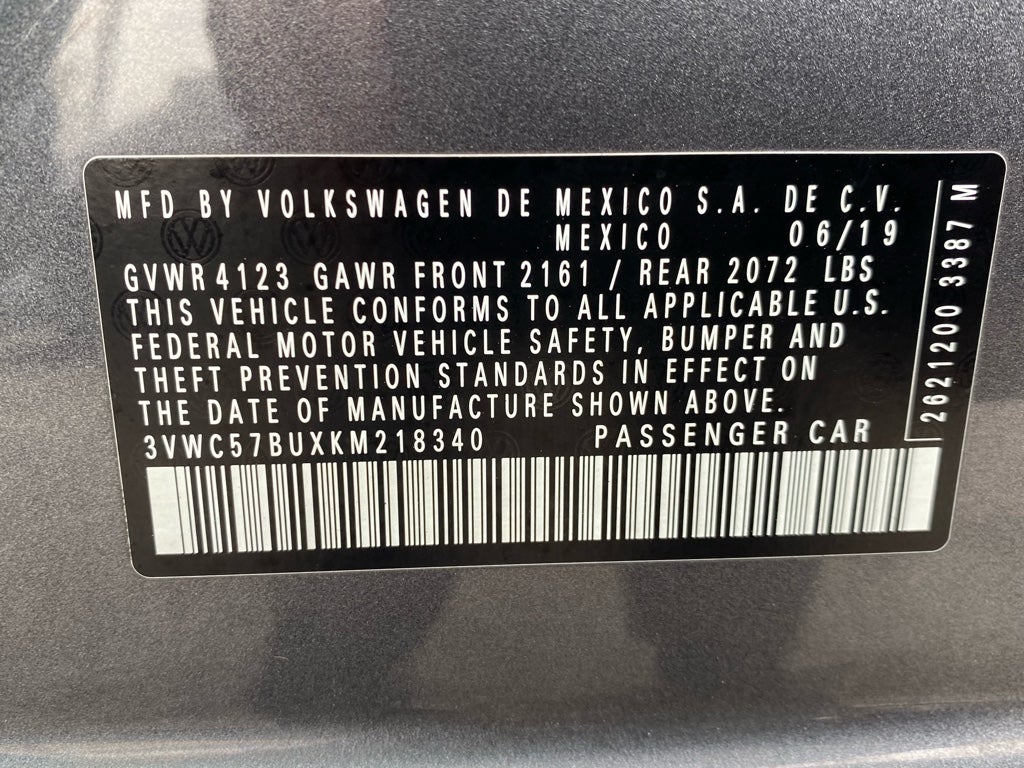 MFD BY VOLKSWAGEN DE MEXICO S.A. DE C.V.
MEXICO 06/19
GVWR 4123 GAWR FRONT 2161 / REAR 2072 LBS
THIS VEHICLE CONFORMS TO ALL APPLICABLE U.S.
FEDERAL MOTOR VEHICLE SAFETY, BUMPER AND
THEFT PREVENTION STANDARDS IN EFFECT ON
THE DATE OF MANUFACTURE SHOWN ABOVE.
3VWC57BUXKM218340 PASSENGER CAR
2621200 3387 M